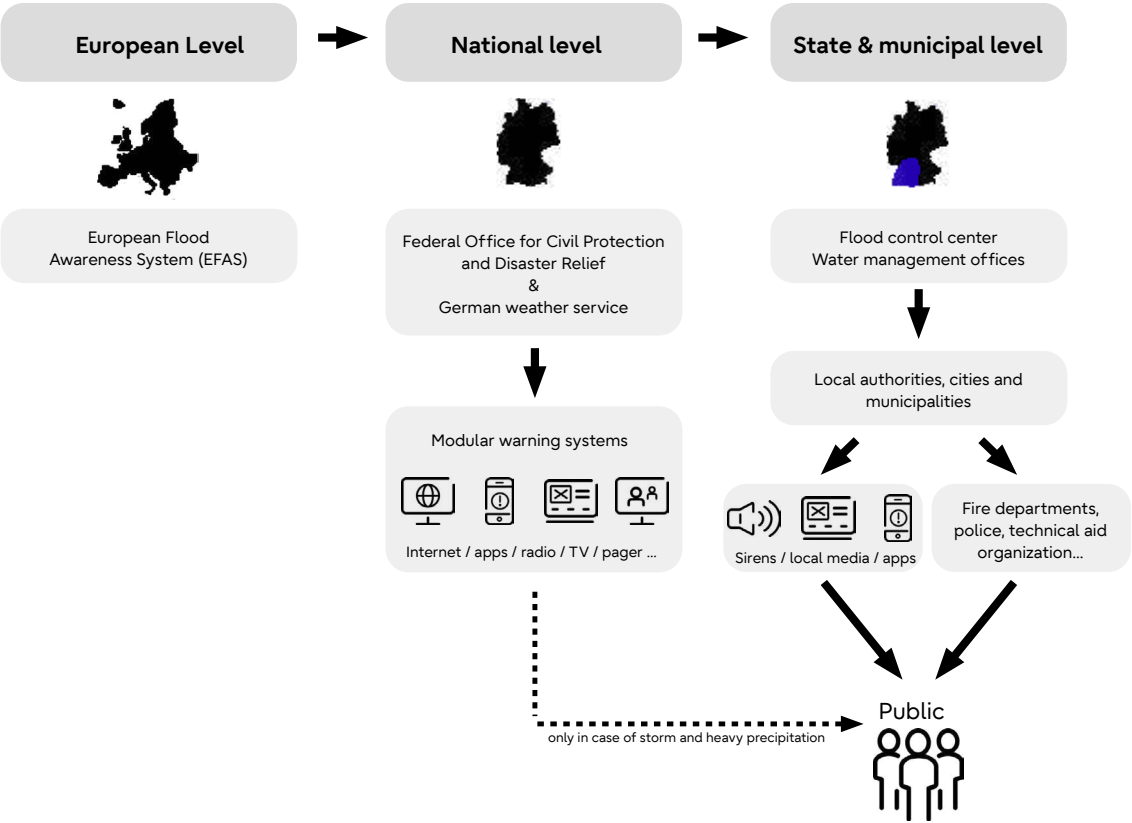 European Level
National level
State & municipal level
European Flood
Awareness System (EFAS)
Federal Office for Civil Protection
and Disaster Relief
&
German weather service
Flood control center
Water management offices
Local authorities, cities and
municipalities
Modular warning systems
Internet / apps / radio / TV / pager ...
Sirens / local media / apps
Fire departments,
police, technical aid
organization...
only in case of storm and heavy precipitation
Public